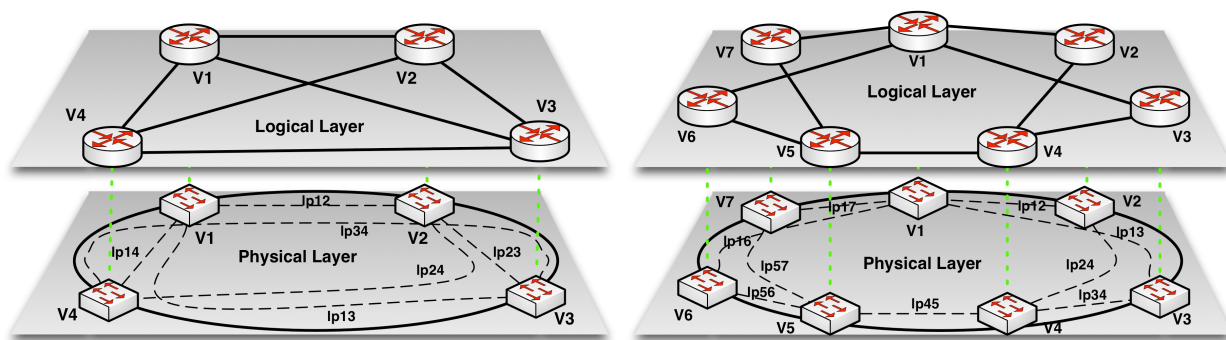 V1
V2
V3
V4
Logical Layer
lp12
lp34
V1
V2
lp14
lp23
Physical Layer
lp24
V4
lp13
V3
V7
V1
V2
Logical Layer
V6
V3
V5
V4
V7
lp17
lp12
V2
V1
lp16
lp13
lp57
Physical Layer
lp24
lp56
lp34
V6
lp45
V3
V5
V4